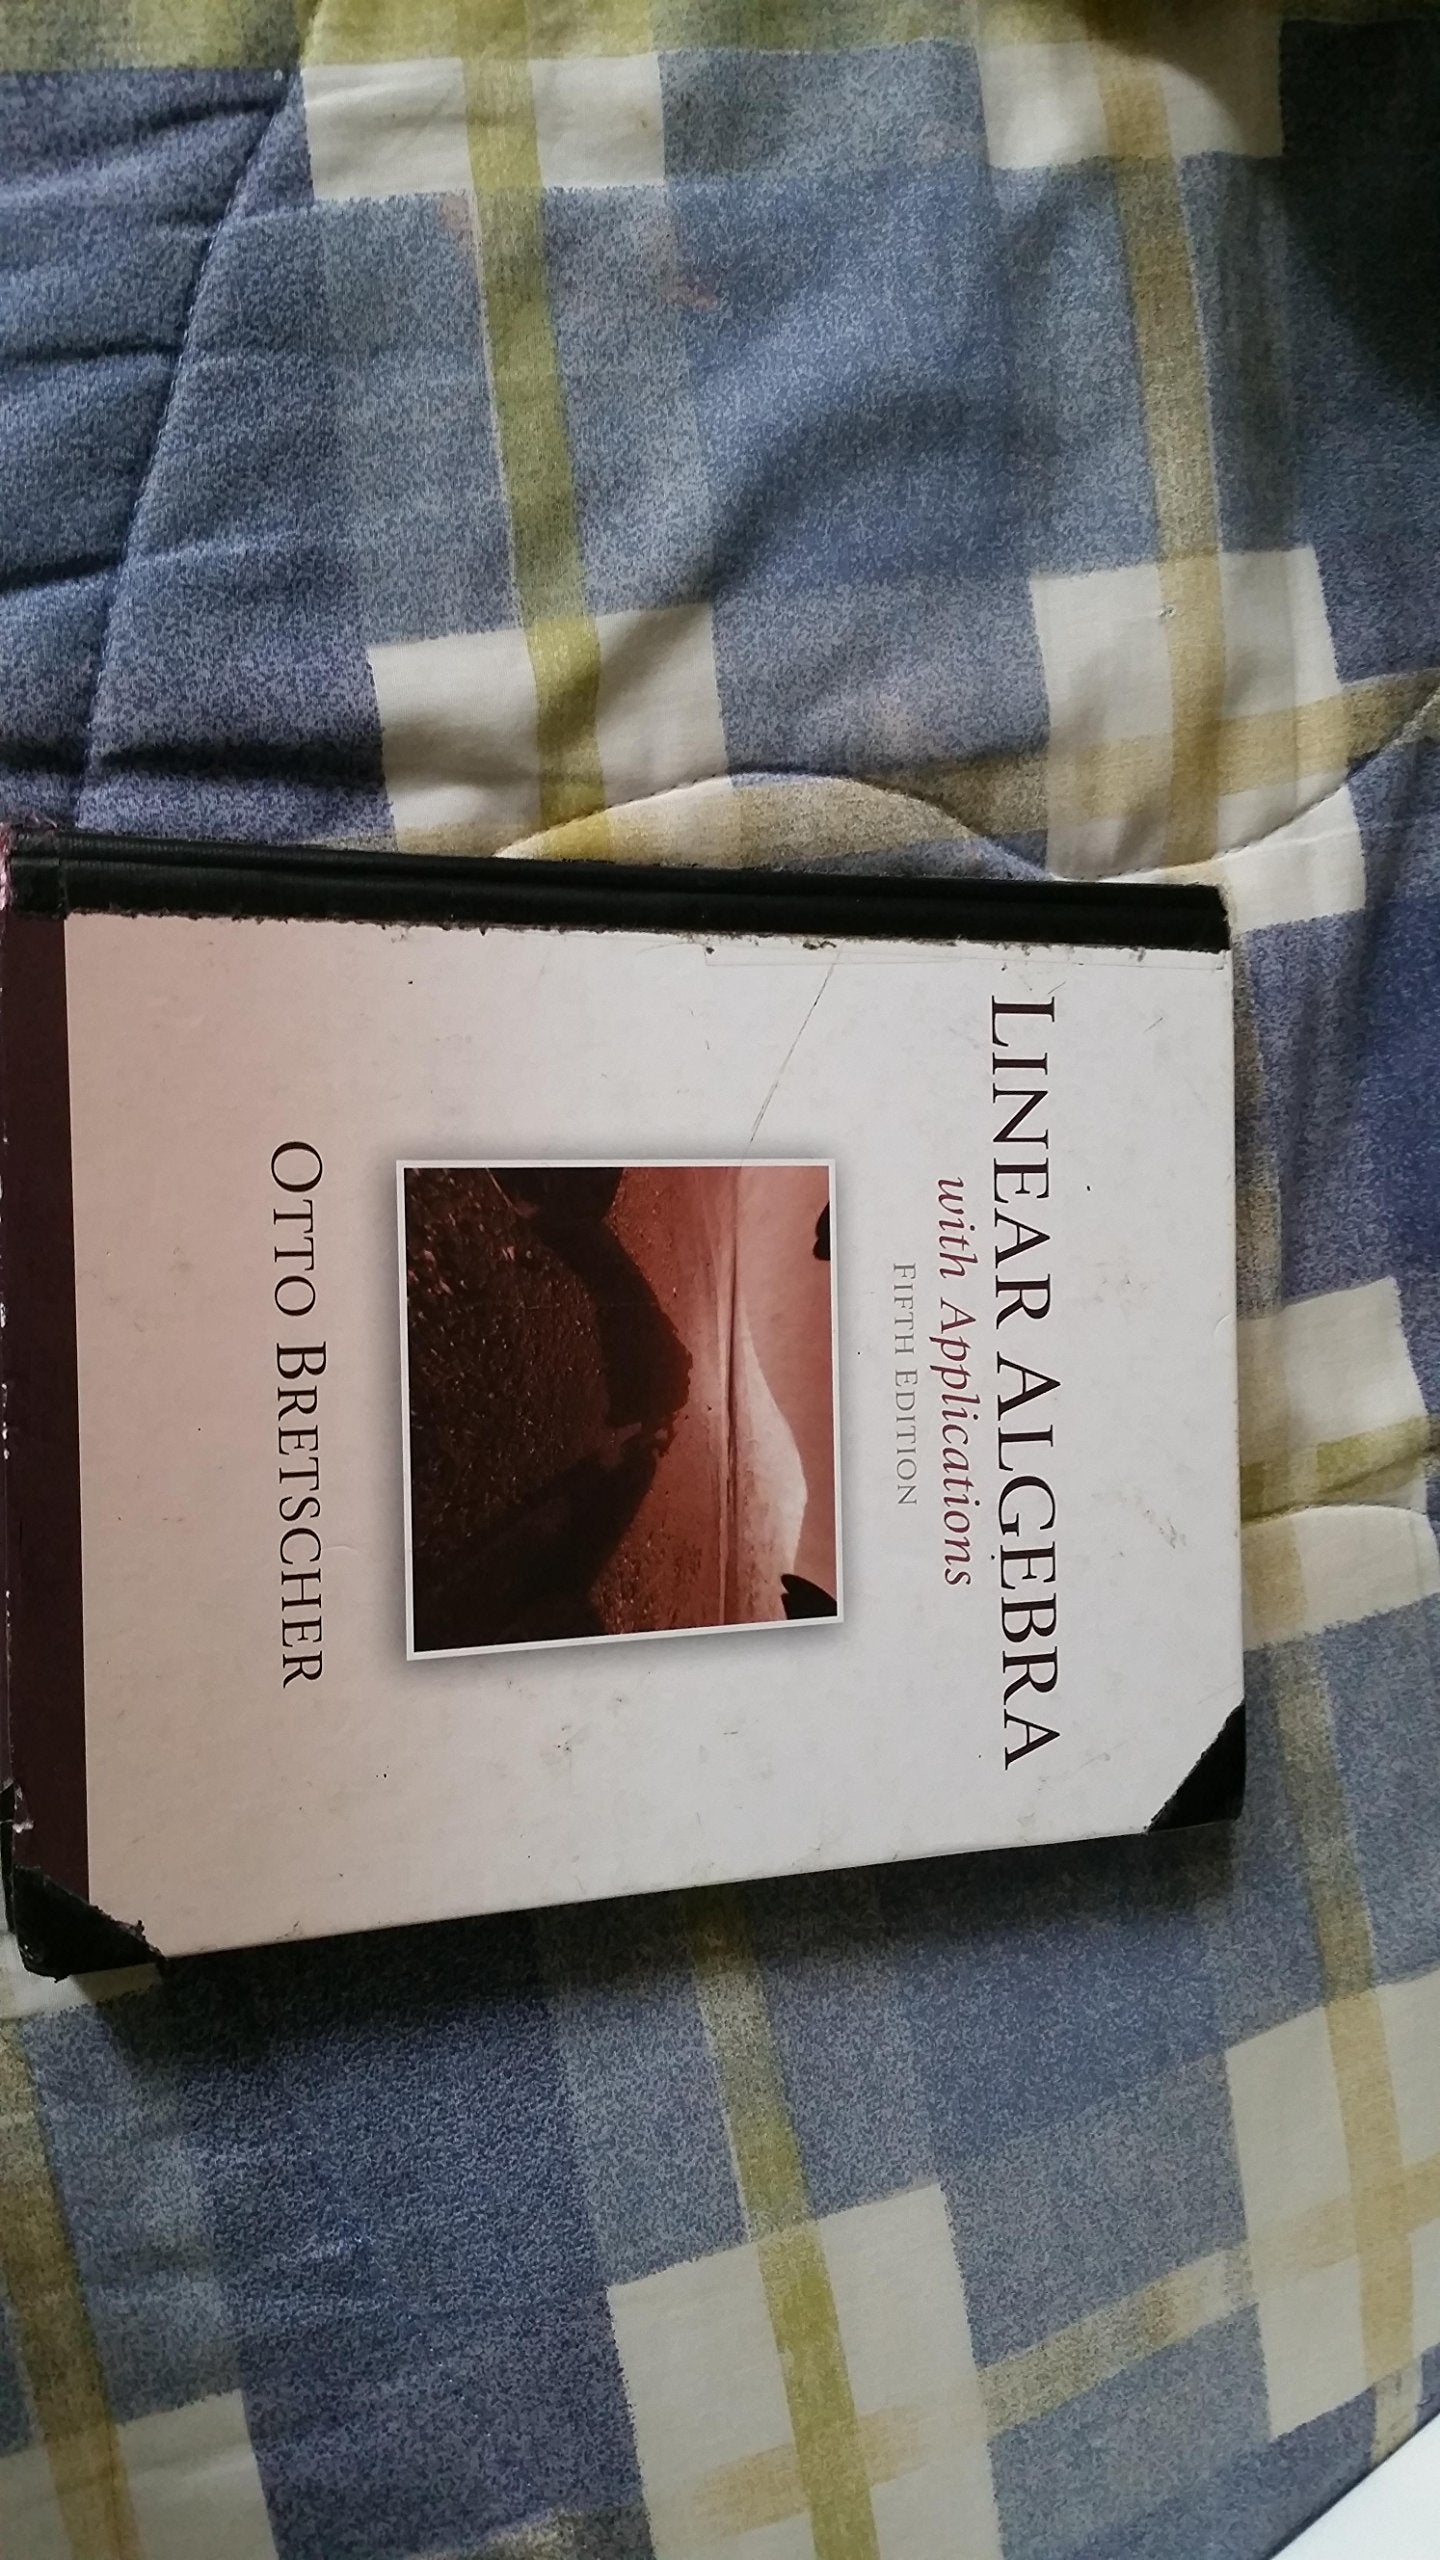 LINEAR ALGEBRA
with Applications
FIFTH EDITION
OTTO BRETSCHER